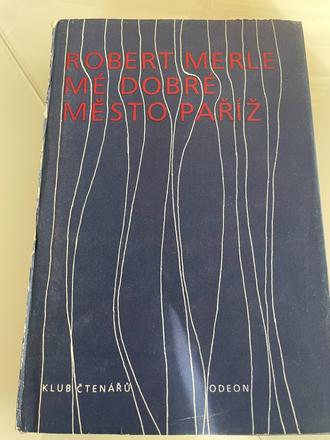 ROBERT MERLE
MÉ DOBRÉ
MĚSTO PAŘÍŽ
KLUB ČTENÁŘŮ ODEON